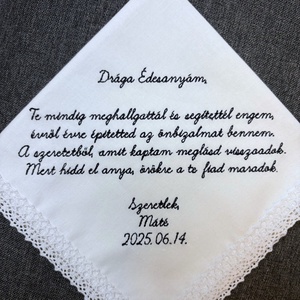 Drága Édesanyám,
Te mindig meghallgattál és segítettél engem,
évről évre építetted az önbizalmat bennem.
A szeretetből, amit kaptam meglásd visszaadok.
Mert hidd el anya, örökre a te fiad maradok.
Szeretlek,
Máté
2025.06.14.